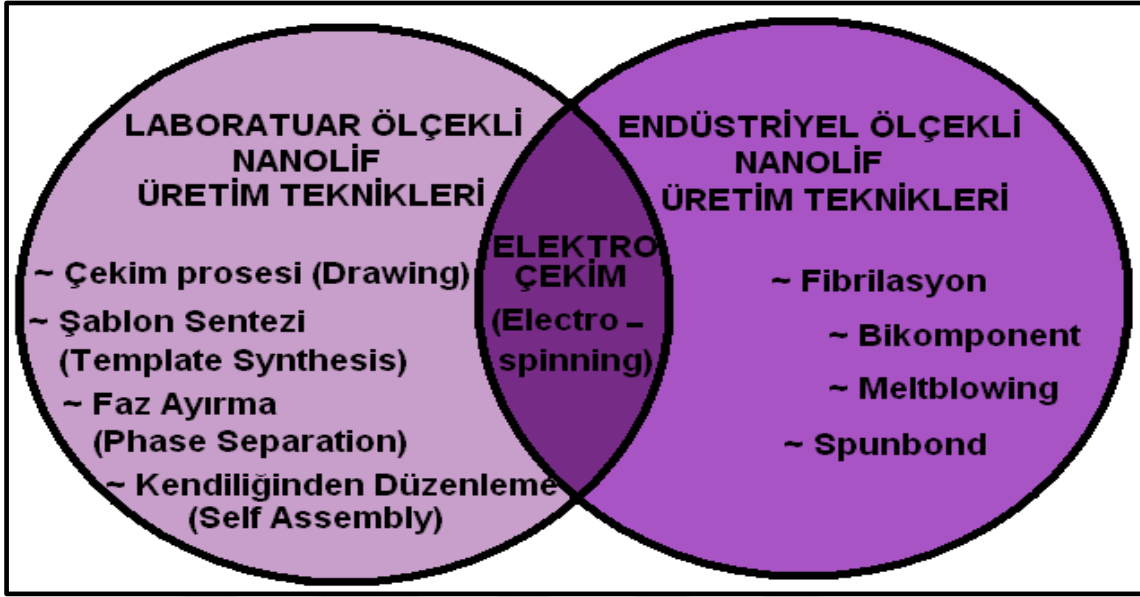 LABORATUAR ÖLÇEKLİ
NANOLİF
ÜRETİM TEKNİKLERİ
~ Çekim prosesi (Drawing)
~ Şablon Sentezi
(Template Synthesis)
~ Faz Ayırma
(Phase Separation)
~ Kendiliğinden Düzenleme
(Self Assembly)
ELEKTRO
ÇEKİM
(Electro –
spinning)
ENDÜSTRİYEL ÖLÇEKLİ
NANOLİF
ÜRETİM TEKNİKLERİ
~ Fibrilasyon
~ Bikomponent
~ Meltblowing
~ Spunbond